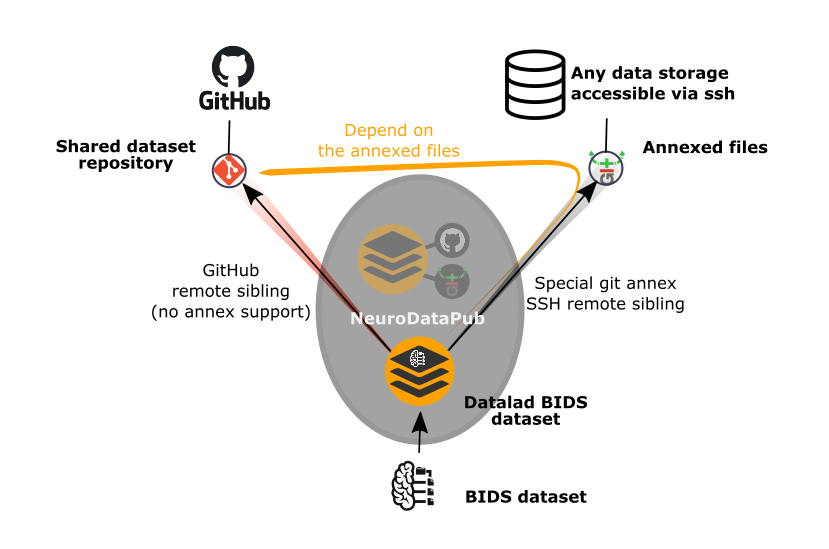 GitHub
Any data storage
accessible via ssh
Shared dataset
repository
Depend on
the annexed files
Annexed files
GitHub
remote sibling
(no annex support)
Special git annex
SSH remote sibling
NeuroDataPub
Datalad BIDS
dataset
BIDS dataset